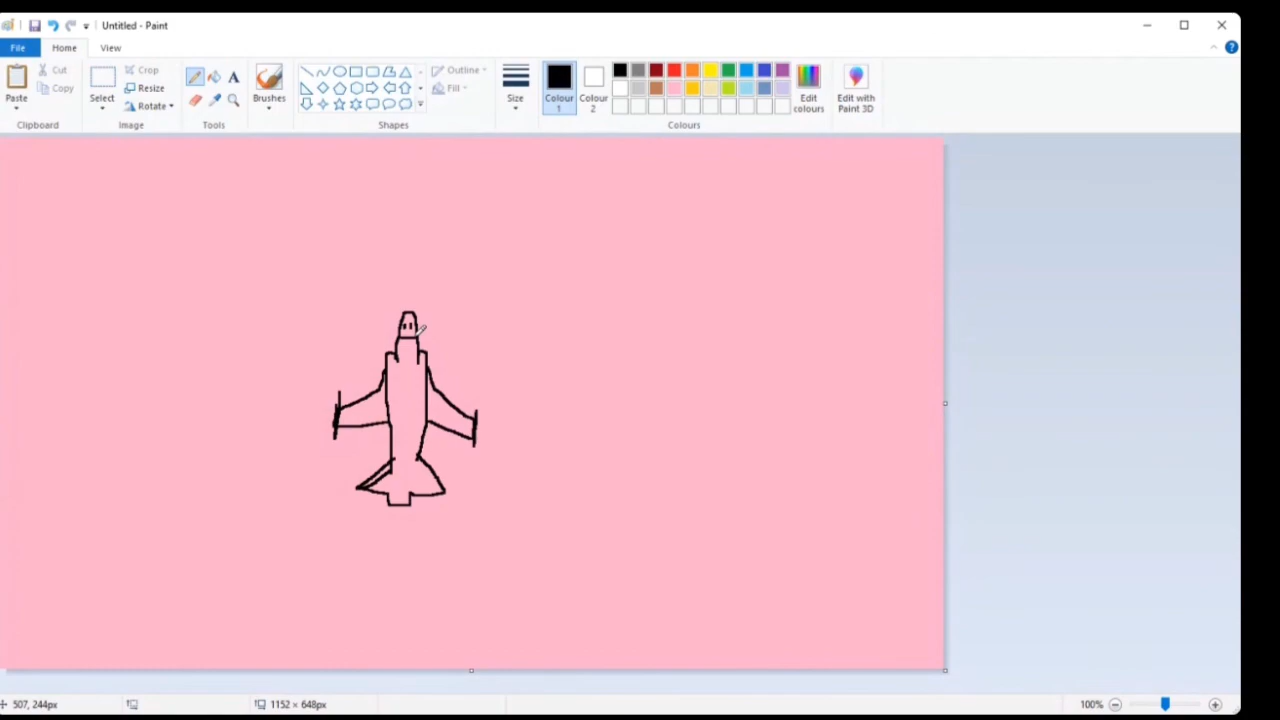 Untitled - Paint
File Home View
Paste Cut Copy Clipboard
Select Crop Resize Rotate Image
A Tools
Brushes
Outline Fill Shapes
Size
Colour 1 Colour 2 Edit colours Colours
Edit with Paint 3D
507, 244px 1152 × 648px 100%